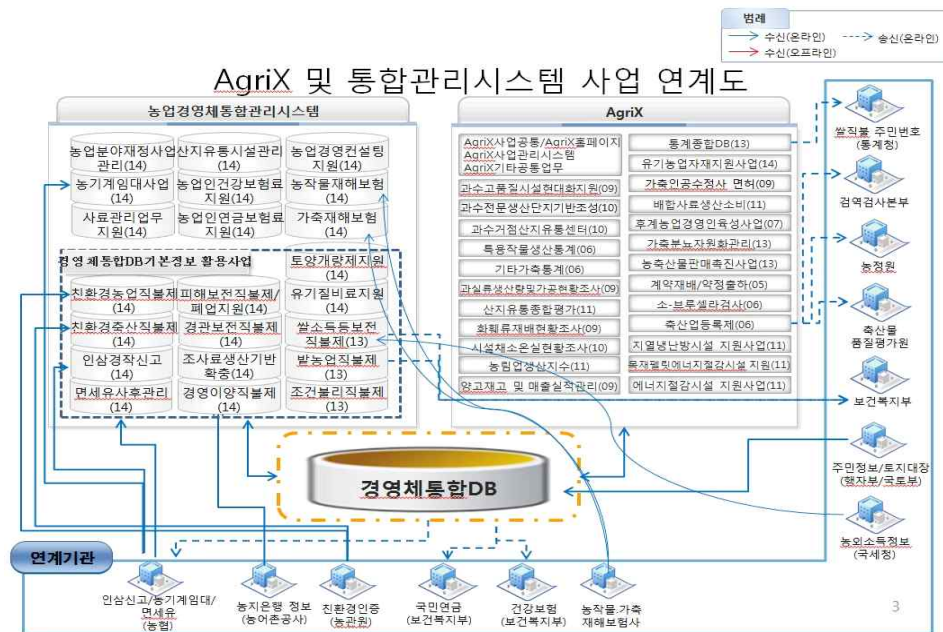 범례
수신(온라인)
송신(온라인)
수신(오프라인)
AgriX 및 통합관리시스템 사업 연계도
농업경영체통합관리시스템
농업분야재정사업
관리(14)
산지유통시설관리
(14)
농업경영컨설팅
지원(14)
농기계임대사업
(14)
농업인건강보험료
지원(14)
농작물재해보험
(14)
사료관리업무
지원(14)
농업인연금보험료
지원(14)
가축재해보험
(14)
경영체통합DB기본정보 활용사업
토양개량제지원
(14)
친환경농업직불제
(14)
피해보전직불제/
폐업지원(14)
유기질비료지원
(14)
친환경축산직불제
(14)
경관보전직불제
(14)
쌀소득등보전
직불제(13)
인삼경작신고
(14)
조사료생산기반
확충(14)
밭농업직불제
(13)
면세유사후관리
(14)
경영이양직불제
(14)
조건불리직불제
(13)
AgriX
AgriX사업공통/AgriX홈페이지
AgriX사업관리시스템
AgriX기타공통업무
과수고품질시설현대화지원(09)
과수전문생산단지기반조성(10)
과수거점산지유통센터(10)
특용작물생산통계(06)
기타가축통계(06)
과실류생산량및가공현황조사(09)
산지유통종합평가(11)
화훼류재배현황조사(09)
시설채소온실현황조사(10)
농림업생산지수(11)
양고재고 및 매출실적관리(09)
통계종합DB(13)
유기농업자재지원사업(14)
가축인공수정사 면허(09)
배합사료생산소비(11)
후계농업경영인육성사업(07)
가축분뇨자원화관리(13)
농축산물판매촉진사업(13)
계약재배/약정출하(05)
소-브루셀라검사(06)
축산업등록제(06)
지열냉난방시설 지원사업(11)
목재펠릿에너지절감시설 지원(11)
에너지절감시설 지원사업(11)
쌀직불 주민번호
(통계청)
검역검사본부
농정원
축산물
품질평가원
보건복지부
주민정보/토지대장
(행자부/국토부)
농외소득정보
(국세청)
경영체통합DB
연계기관
인삼신고/농기계임대/
면세유
(농협)
농지은행 정보
(농어촌공사)
친환경인증
(농관원)
국민연금
(보건복지부)
건강보험
(보건복지부)
농작물.가축
재해보험사
3